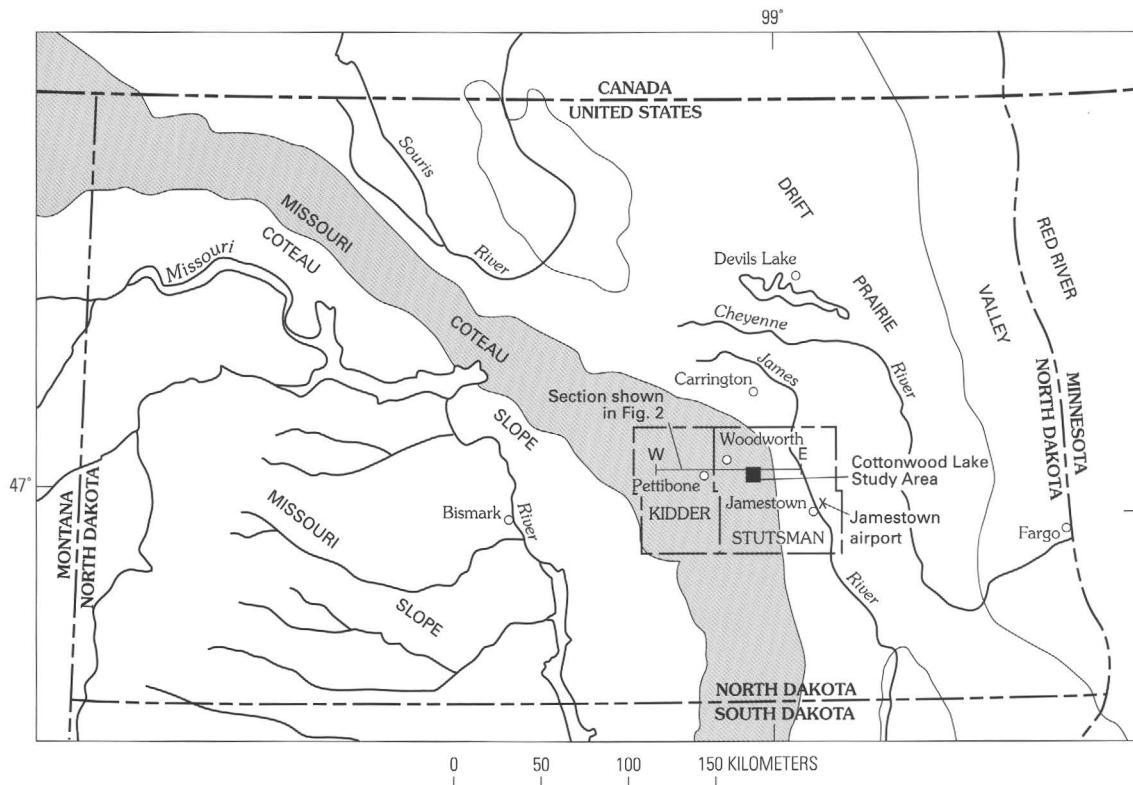 99°
CANADA
UNITED STATES
Souris
River
DRIFT
PRAIRIE
MISSOURI
COTEAU
COTEAU
SLOPE
Missouri
River
RED RIVER
VALLEY
Devils Lake
Cheyenne
River
James
River
Carrington
Section shown
in Fig. 2
Woodworth
W
E
Pettibone
L
Cottonwood Lake
Study Area
47°
Jamestown
X
Jamestown
airport
KIDDER
STUTSMAN
Bismark
Fargo
MONTANA
NORTH DAKOTA
MINNESOTA
NORTH DAKOTA
MISSOURI
SLOPE
NORTH DAKOTA
SOUTH DAKOTA
0 50 100 150 KILOMETERS